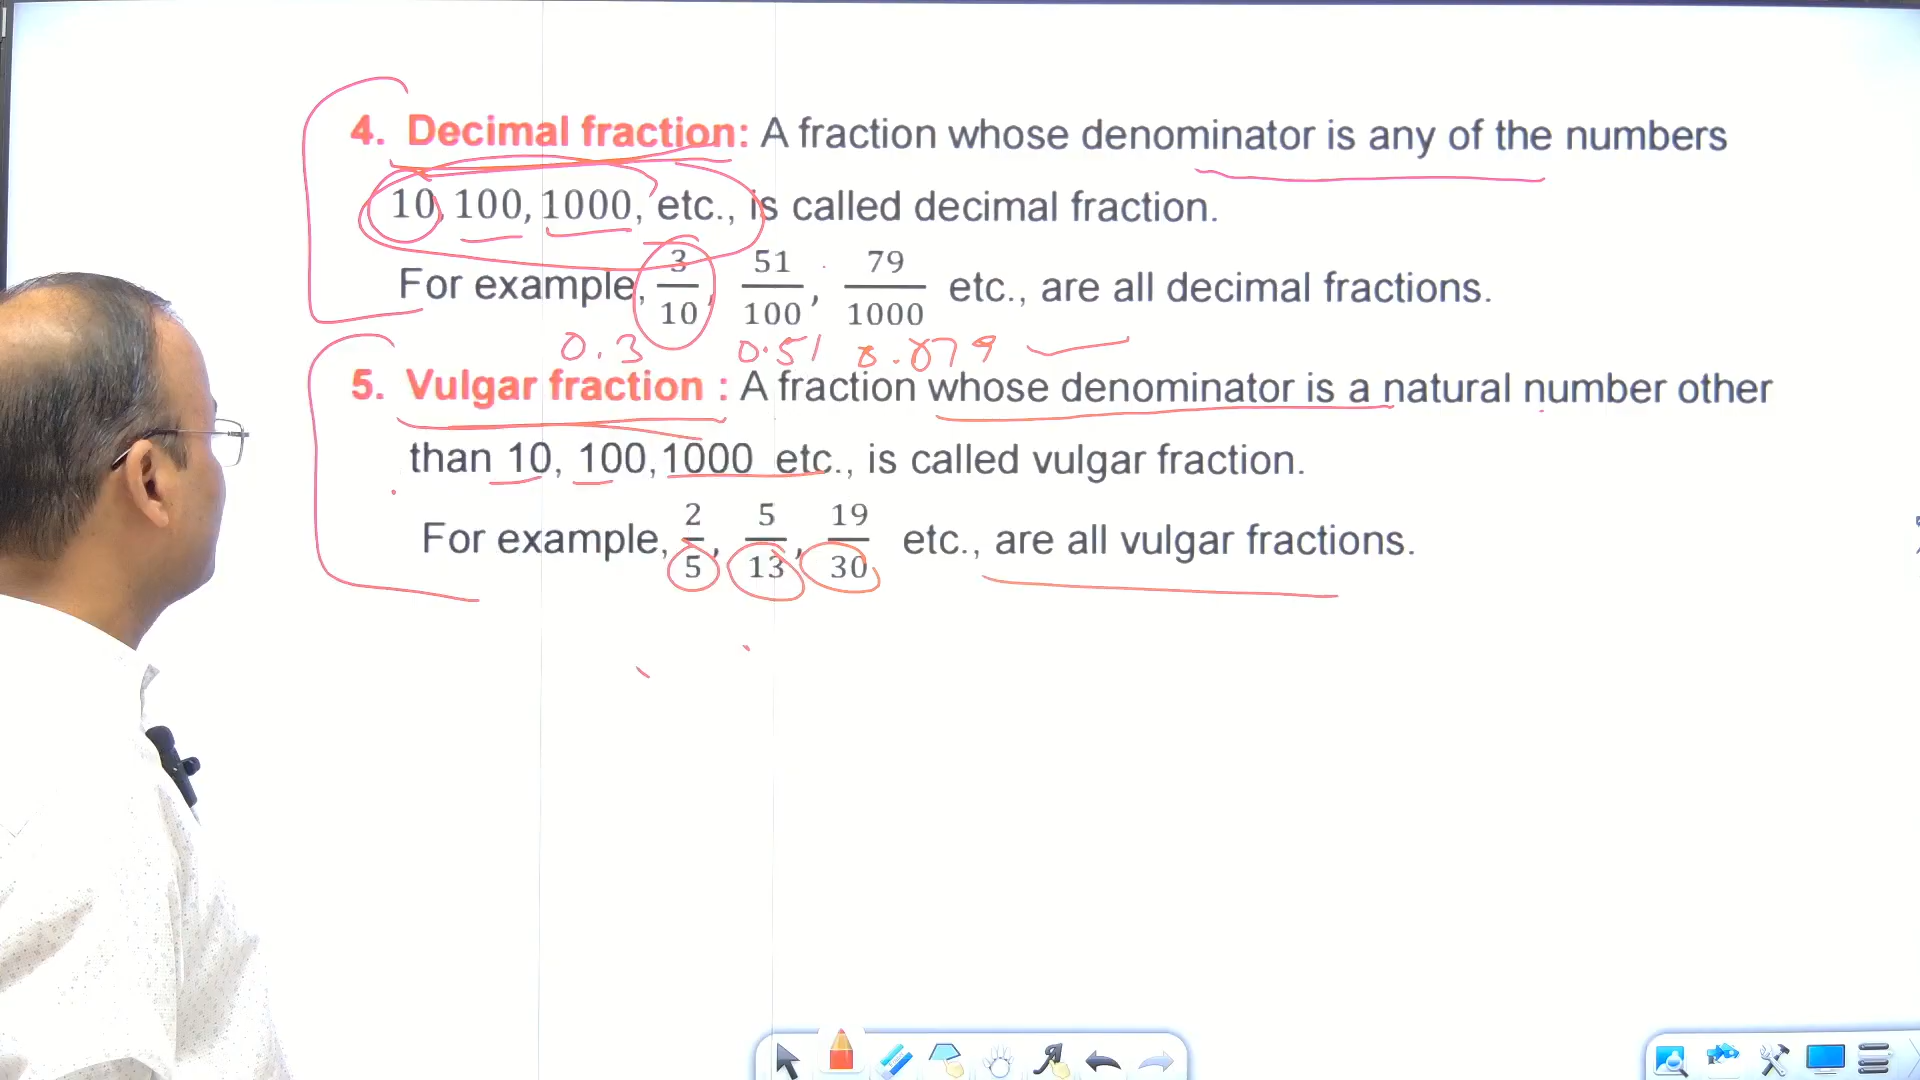 4. Decimal fraction: A fraction whose denominator is any of the numbers
10, 100, 1000, etc., is called decimal fraction.
For example, 3/10, 51/100, 79/1000 etc., are all decimal fractions.
0.3 0.51 0.079
5. Vulgar fraction : A fraction whose denominator is a natural number other
than 10, 100, 1000 etc., is called vulgar fraction.
For example, 2/5, 5/13, 19/30 etc., are all vulgar fractions.